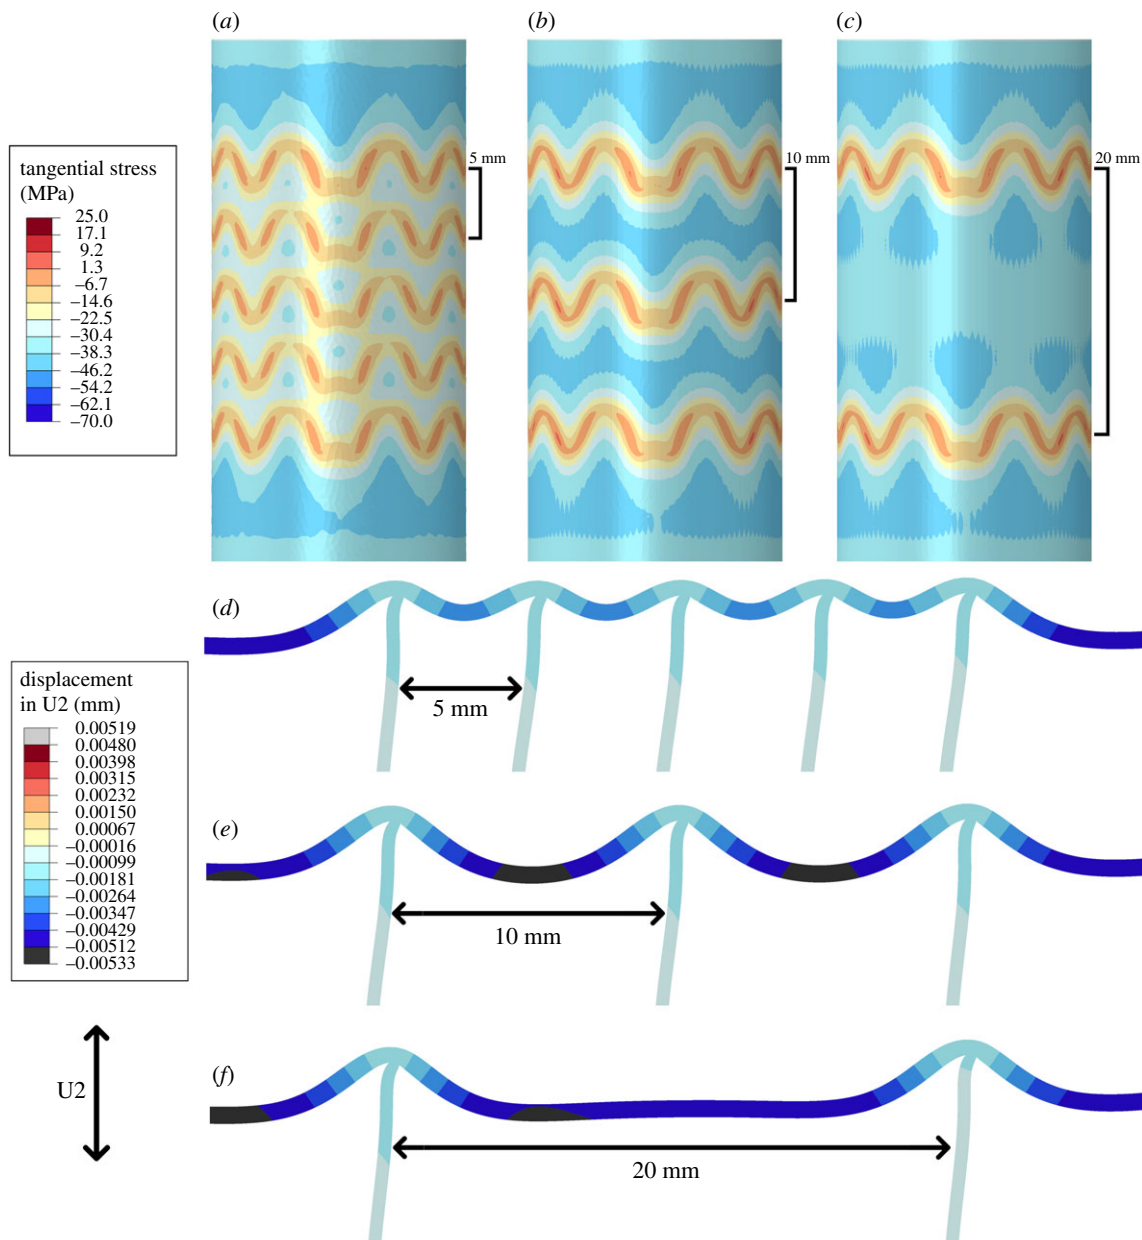 (a)
(b)
(c)
5 mm
10 mm
20 mm
tangential stress
(MPa)
25.0
17.1
9.2
1.3
–6.7
–14.6
–22.5
–30.4
–38.3
–46.2
–54.2
–62.1
–70.0
(d)
5 mm
displacement
in U2 (mm)
0.00519
0.00480
0.00398
0.00315
0.00232
0.00150
0.00067
–0.00016
–0.00099
–0.00181
–0.00264
–0.00347
–0.00429
–0.00512
–0.00533
(e)
10 mm
U2
(f)
20 mm